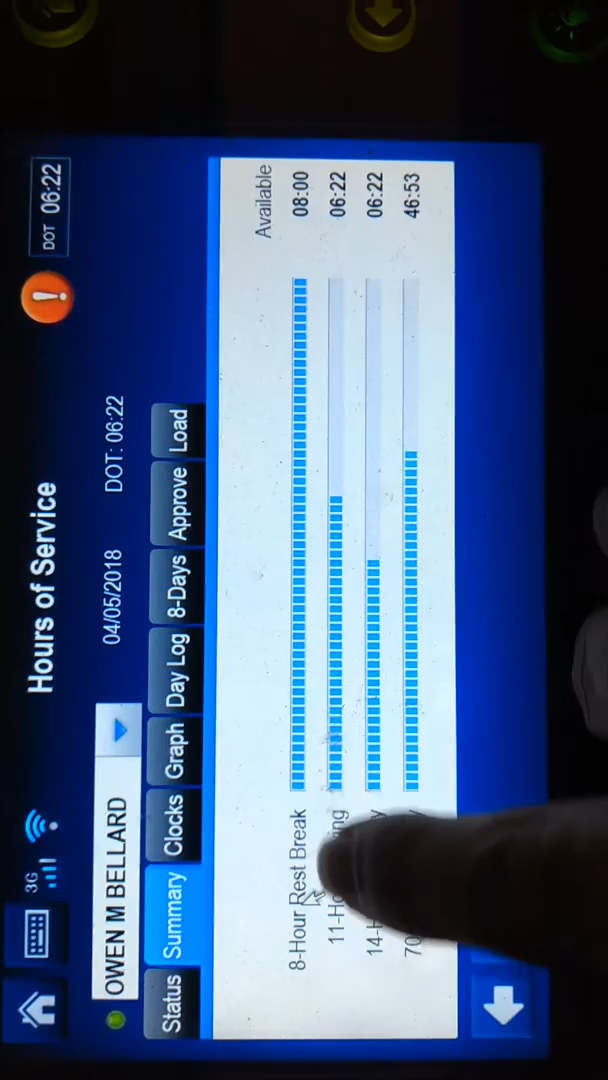 3G Hours of Service DOT 06:22
OWEN M BELLARD 04/05/2018 DOT: 06:22
Status Summary Clocks Graph Day Log 8-Days Approve Load
Available
8-Hour Rest Break 08:00
06:22
06:22
46:53